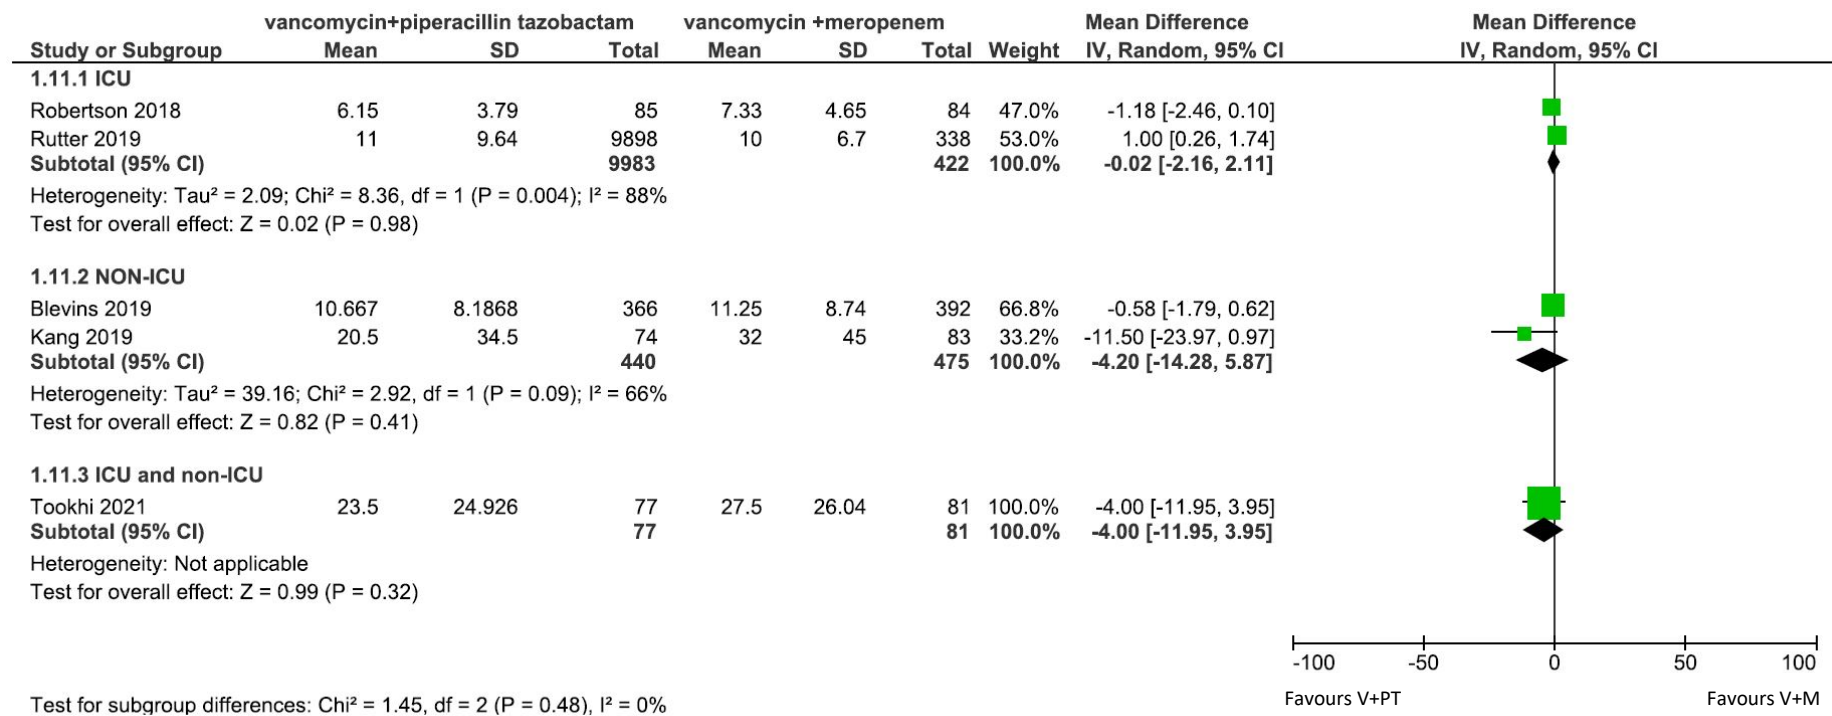 vancomycin+piperacillin tazobactam vancomycin +meropenem Mean Difference Mean Difference
Study or Subgroup Mean SD Total Mean SD Total Weight IV, Random, 95% CI IV, Random, 95% CI
1.11.1 ICU
Robertson 2018 6.15 3.79 85 7.33 4.65 84 47.0% -1.18 [-2.46, 0.10]
Rutter 2019 11 9.64 9898 10 6.7 338 53.0% 1.00 [0.26, 1.74]
Subtotal (95% CI) 9983 422 100.0% -0.02 [-2.16, 2.11]
Heterogeneity: Tau² = 2.09; Chi² = 8.36, df = 1 (P = 0.004); I² = 88%
Test for overall effect: Z = 0.02 (P = 0.98)
1.11.2 NON-ICU
Blevins 2019 10.667 8.1868 366 11.25 8.74 392 66.8% -0.58 [-1.79, 0.62]
Kang 2019 20.5 34.5 74 32 45 83 33.2% -11.50 [-23.97, 0.97]
Subtotal (95% CI) 440 475 100.0% -4.20 [-14.28, 5.87]
Heterogeneity: Tau² = 39.16; Chi² = 2.92, df = 1 (P = 0.09); I² = 66%
Test for overall effect: Z = 0.82 (P = 0.41)
1.11.3 ICU and non-ICU
Tookhi 2021 23.5 24.926 77 27.5 26.04 81 100.0% -4.00 [-11.95, 3.95]
Subtotal (95% CI) 77 81 100.0% -4.00 [-11.95, 3.95]
Heterogeneity: Not applicable
Test for overall effect: Z = 0.99 (P = 0.32)
-100 -50 0 50 100
Favours V+PT Favours V+M
Test for subgroup differences: Chi² = 1.45, df = 2 (P = 0.48), I² = 0%